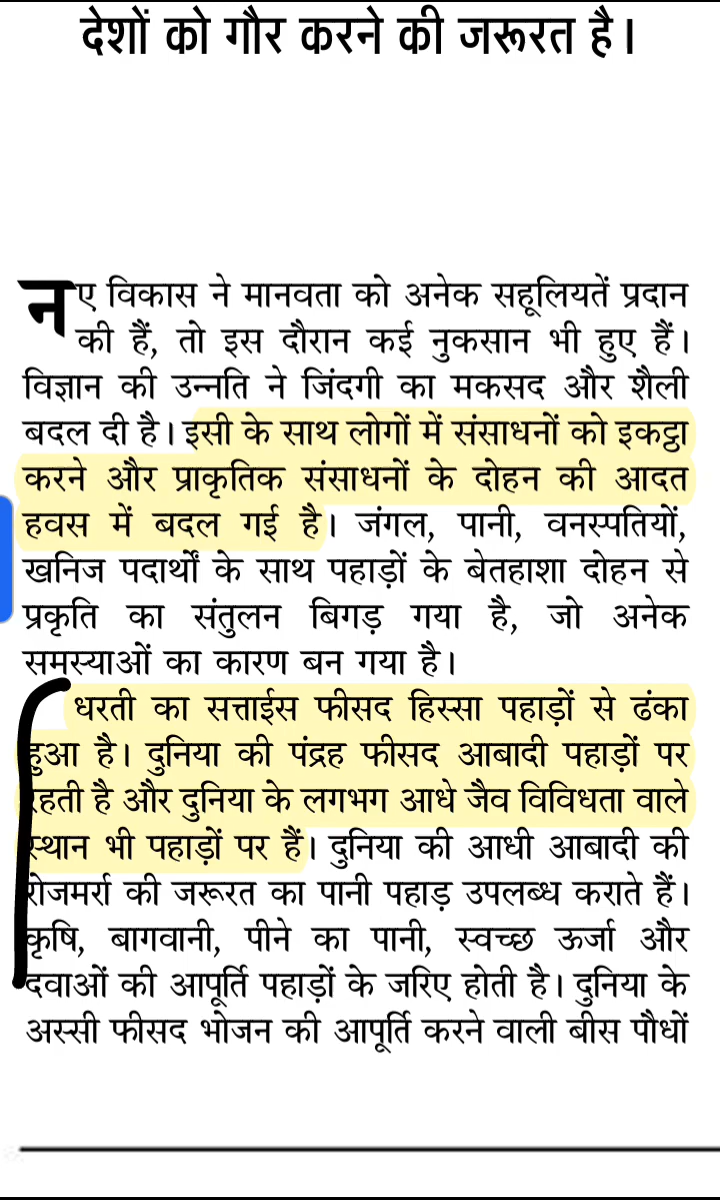 देशों को गौर करने की जरूरत है।
नए विकास ने मानवता को अनेक सहूलियतें प्रदान
की हैं, तो इस दौरान कई नुकसान भी हुए हैं।
विज्ञान की उन्नति ने जिंदगी का मकसद और शैली
बदल दी है। इसी के साथ लोगों में संसाधनों को इकट्ठा
करने और प्राकृतिक संसाधनों के दोहन की आदत
हवस में बदल गई है। जंगल, पानी, वनस्पतियों,
खनिज पदार्थों के साथ पहाड़ों के बेतहाशा दोहन से
प्रकृति का संतुलन बिगड़ गया है, जो अनेक
समस्याओं का कारण बन गया है।
धरती का सत्ताईस फीसद हिस्सा पहाड़ों से ढंका
हुआ है। दुनिया की पंद्रह फीसद आबादी पहाड़ों पर
रहती है और दुनिया के लगभग आधे जैव विविधता वाले
स्थान भी पहाड़ों पर हैं। दुनिया की आधी आबादी की
रोजमर्रा की जरूरत का पानी पहाड़ उपलब्ध कराते हैं।
कृषि, बागवानी, पीने का पानी, स्वच्छ ऊर्जा और
दवाओं की आपूर्ति पहाड़ों के जरिए होती है। दुनिया के
अस्सी फीसद भोजन की आपूर्ति करने वाली बीस पौधों